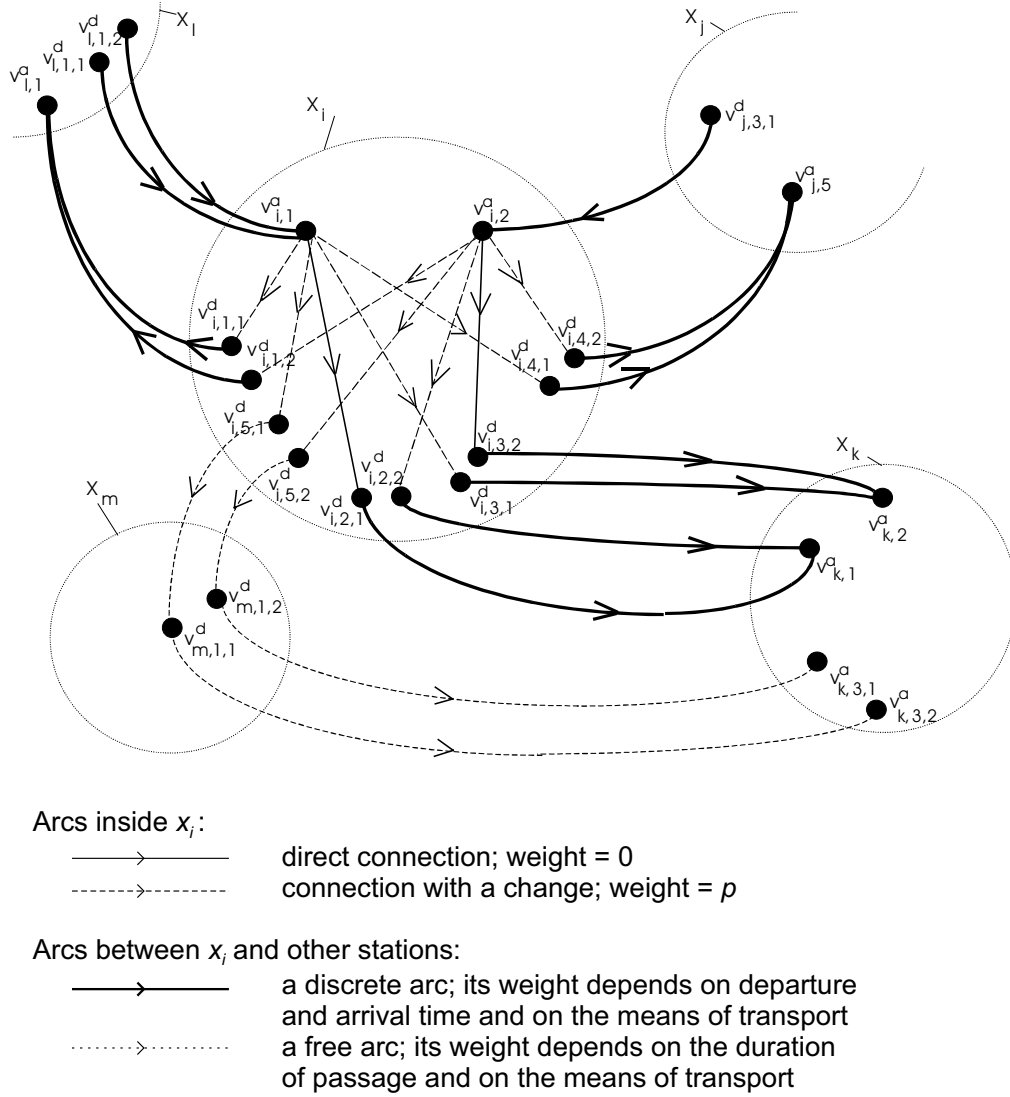 X_l
v^d_{l,1,2}
v^d_{l,1,1}
v^a_{l,1}
X_j
X_i
v^d_{j,3,1}
v^a_{j,5}
v^a_{i,1}
v^a_{i,2}
v^d_{i,1,1}
v^d_{i,1,2}
v^d_{i,4,2}
v^d_{i,4,1}
v^d_{i,5,1}
v^d_{i,5,2}
v^d_{i,2,2}
v^d_{i,2,1}
v^d_{i,3,2}
v^d_{i,3,1}
X_k
X_m
v^a_{k,2}
v^a_{k,1}
v^d_{m,1,2}
v^d_{m,1,1}
v^a_{k,3,1}
v^a_{k,3,2}
Arcs inside x_i:
direct connection; weight = 0
connection with a change; weight = p
Arcs between x_i and other stations:
a discrete arc; its weight depends on departure
and arrival time and on the means of transport
a free arc; its weight depends on the duration
of passage and on the means of transport